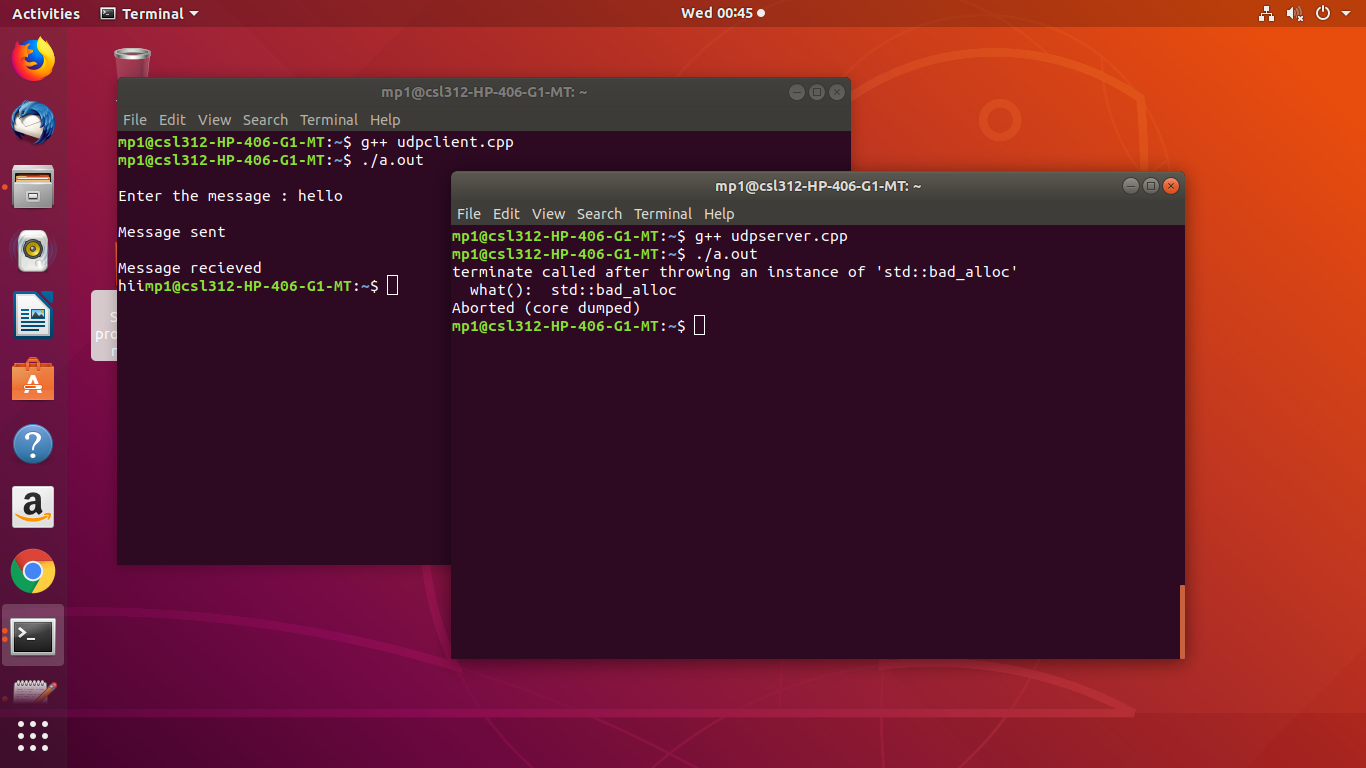 Activities
Terminal
Wed 00:45
mp1@csl312-HP-406-G1-MT: ~
File Edit View Search Terminal Help
mp1@csl312-HP-406-G1-MT:~$ g++ udpclient.cpp
mp1@csl312-HP-406-G1-MT:~$ ./a.out
Enter the message : hello
Message sent
Message recieved
hiimp1@csl312-HP-406-G1-MT:~$
mp1@csl312-HP-406-G1-MT: ~
File Edit View Search Terminal Help
mp1@csl312-HP-406-G1-MT:~$ g++ udpserver.cpp
mp1@csl312-HP-406-G1-MT:~$ ./a.out
terminate called after throwing an instance of 'std::bad_alloc'
what():  std::bad_alloc
Aborted (core dumped)
mp1@csl312-HP-406-G1-MT:~$